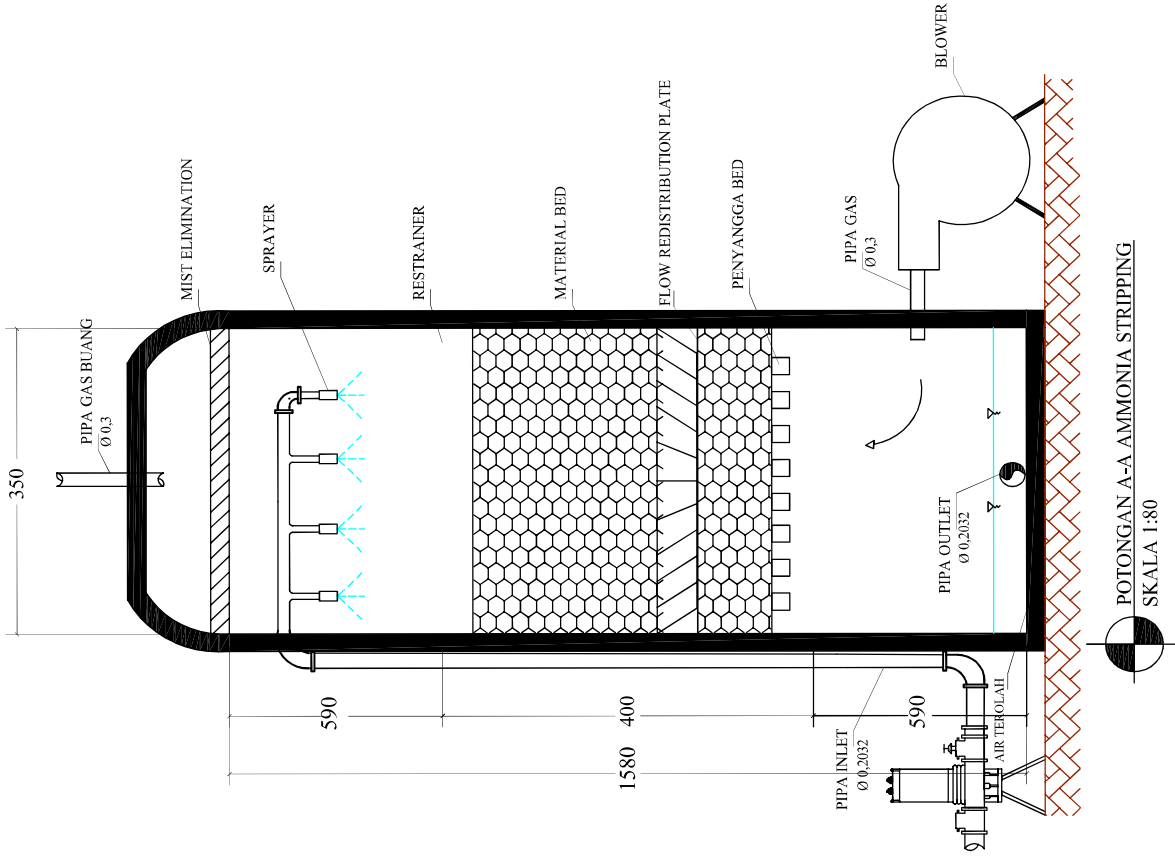 350
PIPA GAS BUANG
Ø 0,3
MIST ELIMINATION
SPRAYER
RESTRAINER
MATERIAL BED
FLOW REDISTRIBUTION PLATE
PENYANGGA BED
PIPA GAS
Ø 0,3
BLOWER
590
400
590
1580
PIPA INLET
Ø 0,2032
AIR TEROLAH
PIPA OUTLET
Ø 0,2032
POTONGAN A-A AMMONIA STRIPPING
SKALA 1:80